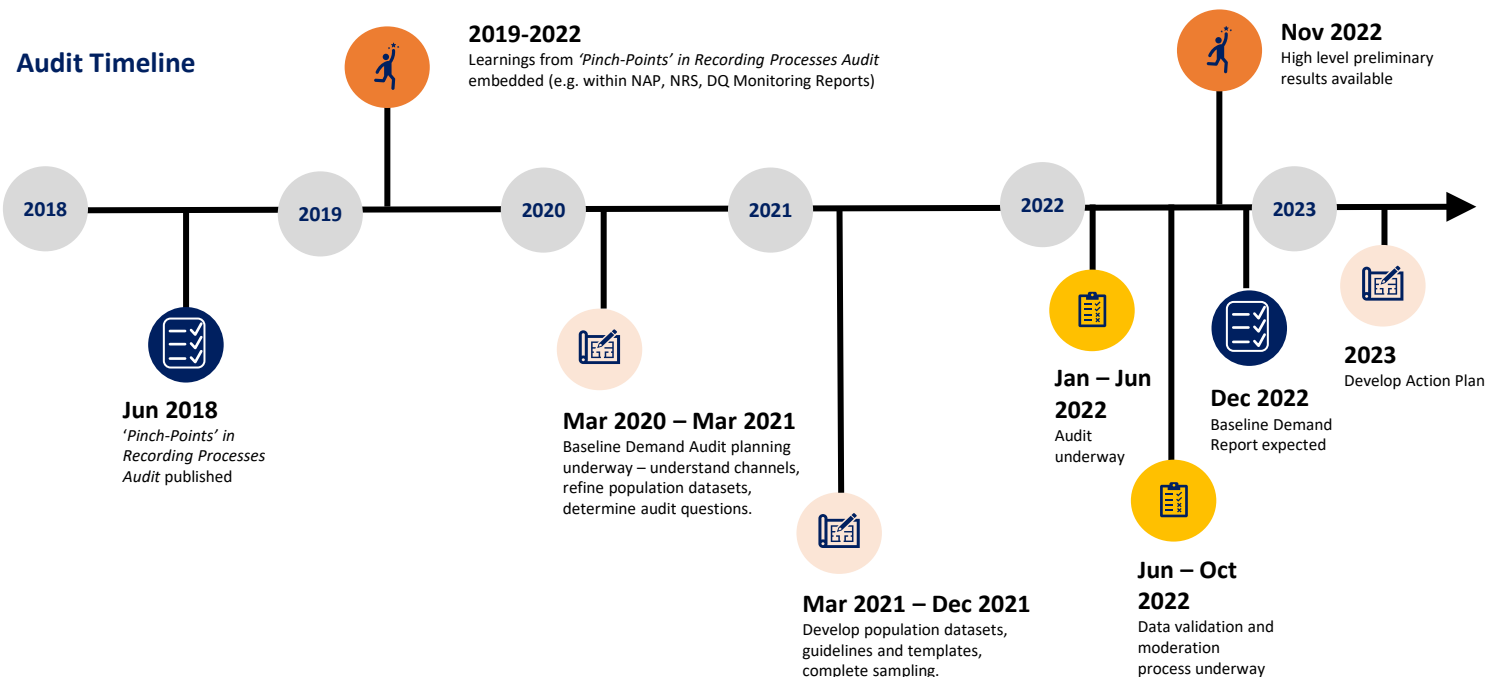 Audit Timeline
2019-2022
Learnings from 'Pinch-Points' in Recording Processes Audit
embedded (e.g. within NAP, NRS, DQ Monitoring Reports)
Nov 2022
High level preliminary
results available
2018
2019
2020
2021
2022
2023
Jun 2018
'Pinch-Points' in
Recording Processes
Audit published
Mar 2020 – Mar 2021
Baseline Demand Audit planning
underway – understand channels,
refine population datasets,
determine audit questions.
Mar 2021 – Dec 2021
Develop population datasets,
guidelines and templates,
complete sampling.
Jan – Jun
2022
Audit
underway
Jun – Oct
2022
Data validation and
moderation
process underway
Dec 2022
Baseline Demand
Report expected
2023
Develop Action Plan